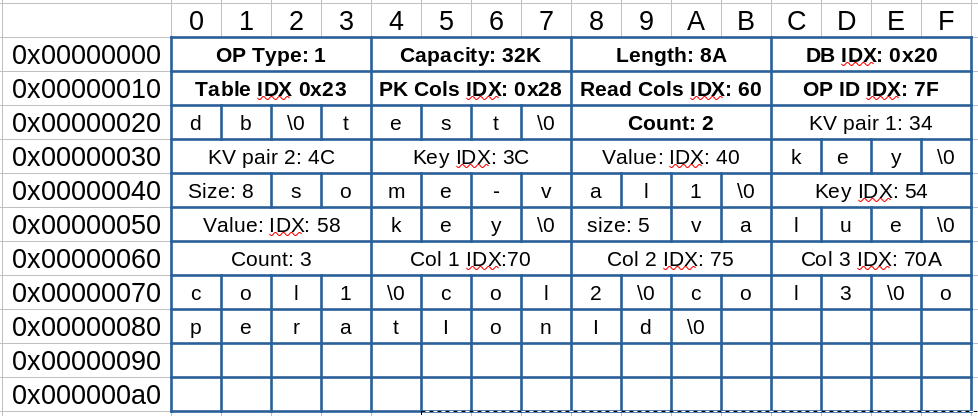 0 1 2 3 4 5 6 7 8 9 A B C D E F
0x00000000 OP Type: 1 Capacity: 32K Length: 8A DB IDX: 0x20
0x00000010 Table IDX 0x23 PK Cols IDX: 0x28 Read Cols IDX: 60 OP ID IDX: 7F
0x00000020 d b \0 t e s t \0 Count: 2 KV pair 1: 34
0x00000030 KV pair 2: 4C Key IDX: 3C Value: IDX: 40 k e y \0
0x00000040 Size: 8 s o m e - v a l 1 \0 Key IDX: 54
0x00000050 Value: IDX: 58 k e y \0 size: 5 v a l u e \0
0x00000060 Count: 3 Col 1 IDX:70 Col 2 IDX: 75 Col 3 IDX: 70A
0x00000070 c o l 1 \0 c o l 2 \0 c o l 3 \0 o
0x00000080 p e r a t I o n I d \0
0x00000090
0x000000a0